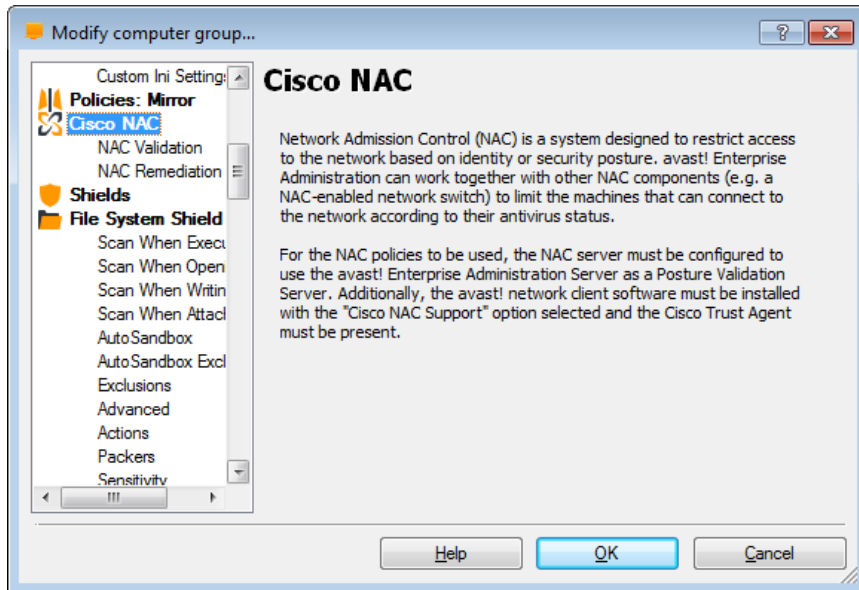 Modify computer group...
Custom Ini Setting
Policies: Mirror
Cisco NAC
NAC Validation
NAC Remediation
Shields
File System Shield
Scan When Execu
Scan When Openi
Scan When Writin
Scan When Attach
AutoSandbox
AutoSandbox Excl
Exclusions
Advanced
Actions
Packers
Sensitivity
Cisco NAC
Network Admission Control (NAC) is a system designed to restrict access
to the network based on identity or security posture. avast! Enterprise
Administration can work together with other NAC components (e.g. a
NAC-enabled network switch) to limit the machines that can connect to
the network according to their antivirus status.
For the NAC policies to be used, the NAC server must be configured to
use the avast! Enterprise Administration Server as a Posture Validation
Server. Additionally, the avast! network client software must be installed
with the "Cisco NAC Support" option selected and the Cisco Trust Agent
must be present.
Help
OK
Cancel